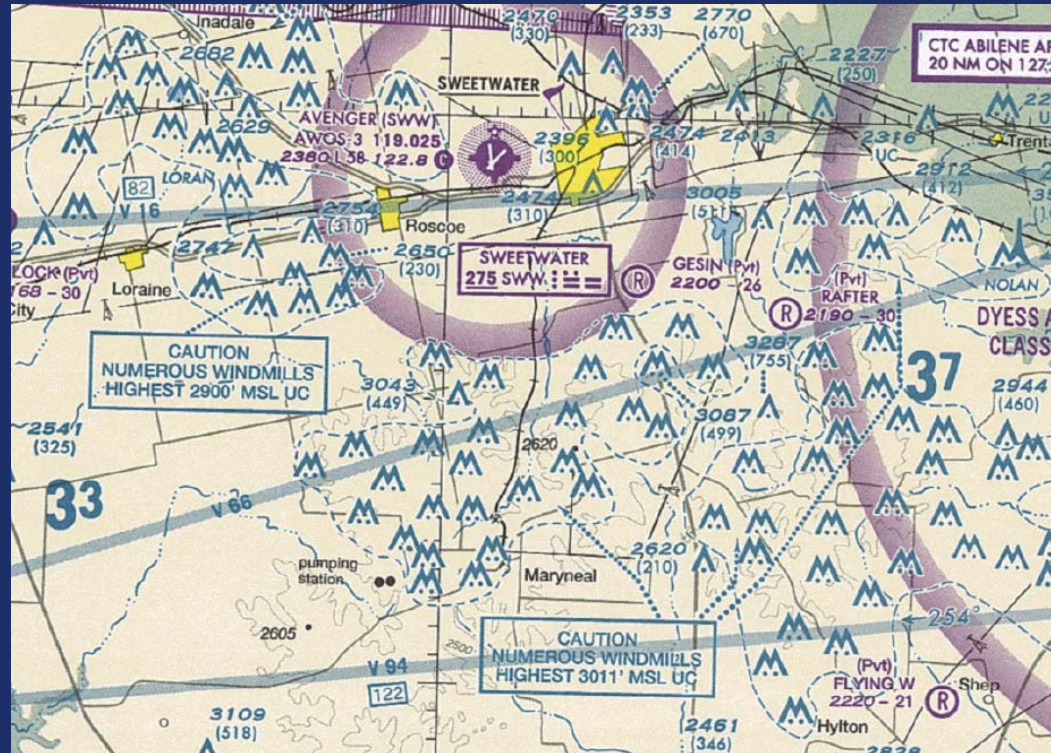 Inadale
2682
2629
LORAN
82
V 16
2470
(330)
2353
(233)
2770
(670)
2227
(250)
CTC ABILENE
20 NM ON 127
SWEETWATER
AVENGER (SWW)
AWOS-3 119.025
2380 L 58 122.8 C
2396
(300)
2474
(414)
2413
2316
UC
2912
(412)
Trent
2754
(310)
Roscoe
2474
(310)
3005
(511)
2747
2650
(230)
LOCK (Pvt)
168 - 30
City
Loraine
SWEETWATER
275 SWW
R
GESIN (Pvt)
2200 - 26
R
(Pvt)
RAFTER
2190 - 30
NOLAN
DYESS
CLASS
CAUTION
NUMEROUS WINDMILLS
HIGHEST 2900' MSL UC
3043
(449)
3287
(755)
37
2944
(460)
3087
(499)
2541
(325)
33
V 66
2620
pumping
station
2620
(210)
Maryneal
2605
2500
V 94
122
CAUTION
NUMEROUS WINDMILLS
HIGHEST 3011' MSL UC
254°
(Pvt)
FLYING W
2220 - 21
R
Shep
Hylton
3109
(518)
2461
(346)